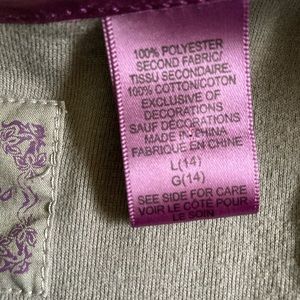 100% POLYESTER
SECOND FABRIC/
TISSU SECONDAIRE.
100% COTTON/COTON
EXCLUSIVE OF
DECORATIONS
SAUF DÉCORATIONS
MADE IN CHINA
FABRIQUÉ EN CHINE
L(14)
G(14)
SEE SIDE FOR CARE
VOIR LE CÔTÉ POUR
LE SOIN